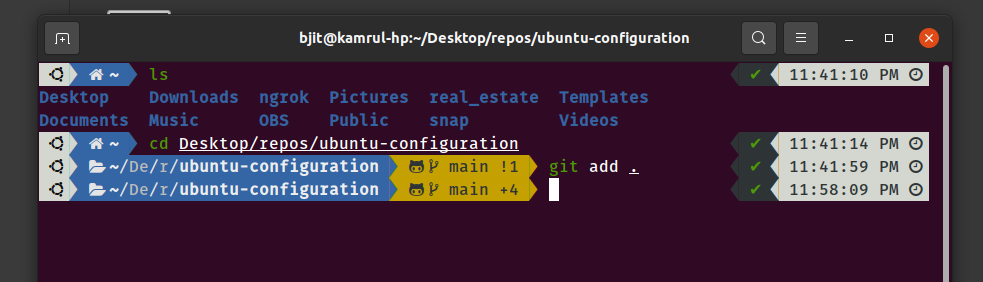 bjit@kamrul-hp:~/Desktop/repos/ubuntu-configuration
~ ls ✔ 11:41:10 PM
Desktop Downloads ngrok Pictures real_estate Templates
Documents Music OBS Public snap Videos
~ cd Desktop/repos/ubuntu-configuration ✔ 11:41:14 PM
~/De/r/ubuntu-configuration main !1 git add . ✔ 11:41:59 PM
~/De/r/ubuntu-configuration main +4 ✔ 11:58:09 PM